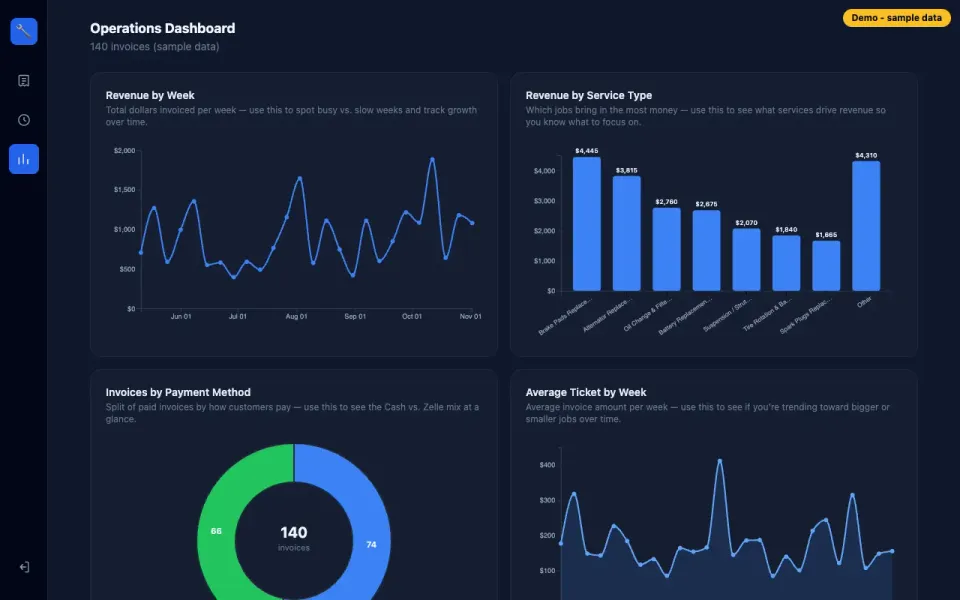 Demo - sample data
Operations Dashboard
140 invoices (sample data)
Revenue by Week
Total dollars invoiced per week — use this to spot busy vs. slow weeks and track growth
over time.
$2,000
$1,500
$1,000
$500
$0
Jun 01
Jul 01
Aug 01
Sep 01
Oct 01
Nov 01
Revenue by Service Type
Which jobs bring in the most money — use this to see what services drive revenue so
you know what to focus on.
$4,000
$3,000
$2,000
$1,000
$0
$4,445
$3,815
$2,760
$2,675
$2,070
$1,840
$1,665
$4,310
Brake Pads Replace...
Alternator Replace...
Oil Change & Filte...
Battery Replacemen...
Suspension / Strut...
Tire Rotation & Ba...
Spark Plugs Replac...
Other
Invoices by Payment Method
Split of paid invoices by how customers pay — use this to see the Cash vs. Zelle mix at a
glance.
66
140
invoices
74
Average Ticket by Week
Average invoice amount per week — use this to see if you're trending toward bigger or
smaller jobs over time.
$400
$300
$200
$100